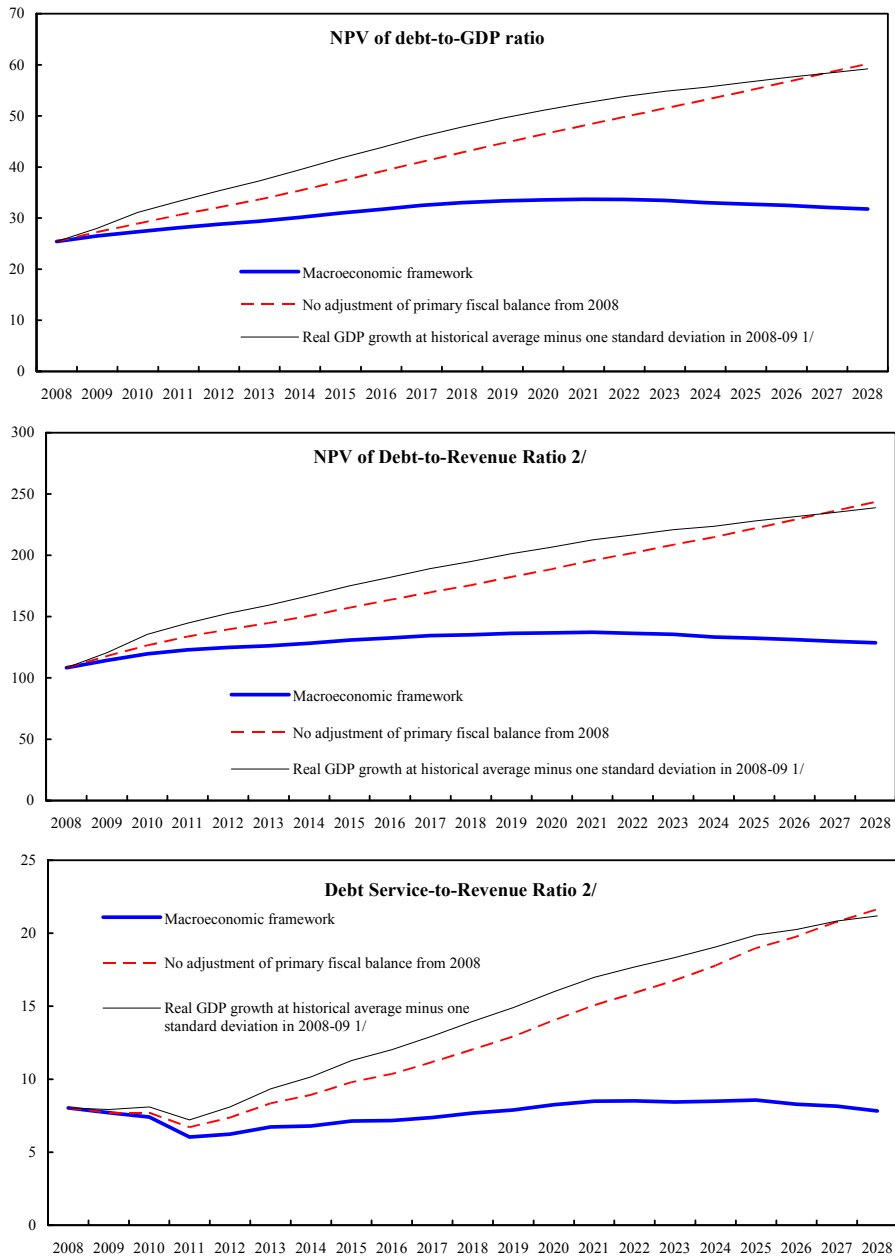 NPV of debt-to-GDP ratio
70
60
50
40
30
20
10
0
Macroeconomic framework
No adjustment of primary fiscal balance from 2008
Real GDP growth at historical average minus one standard deviation in 2008-09 1/
2008 2009 2010 2011 2012 2013 2014 2015 2016 2017 2018 2019 2020 2021 2022 2023 2024 2025 2026 2027 2028
NPV of Debt-to-Revenue Ratio 2/
300
250
200
150
100
50
0
Macroeconomic framework
No adjustment of primary fiscal balance from 2008
Real GDP growth at historical average minus one standard deviation in 2008-09 1/
2008 2009 2010 2011 2012 2013 2014 2015 2016 2017 2018 2019 2020 2021 2022 2023 2024 2025 2026 2027 2028
Debt Service-to-Revenue Ratio 2/
25
20
15
10
5
0
Macroeconomic framework
No adjustment of primary fiscal balance from 2008
Real GDP growth at historical average minus one
standard deviation in 2008-09 1/
2008 2009 2010 2011 2012 2013 2014 2015 2016 2017 2018 2019 2020 2021 2022 2023 2024 2025 2026 2027 2028